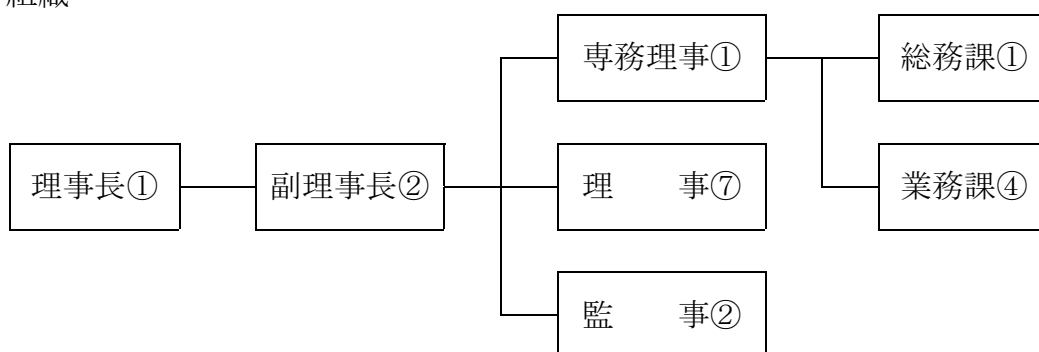 組織
専務理事①
総務課①
理事長①
副理事長②
理　　事⑦
業務課④
監　　事②